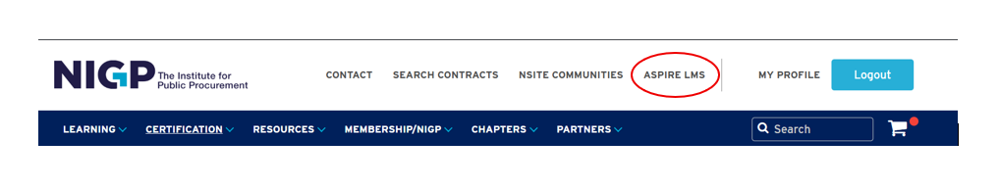 NIGP The Institute for
Public Procurement
CONTACT SEARCH CONTRACTS NSITE COMMUNITIES ASPIRE LMS MY PROFILE Logout
LEARNING CERTIFICATION RESOURCES MEMBERSHIP/NIGP CHAPTERS PARTNERS Search